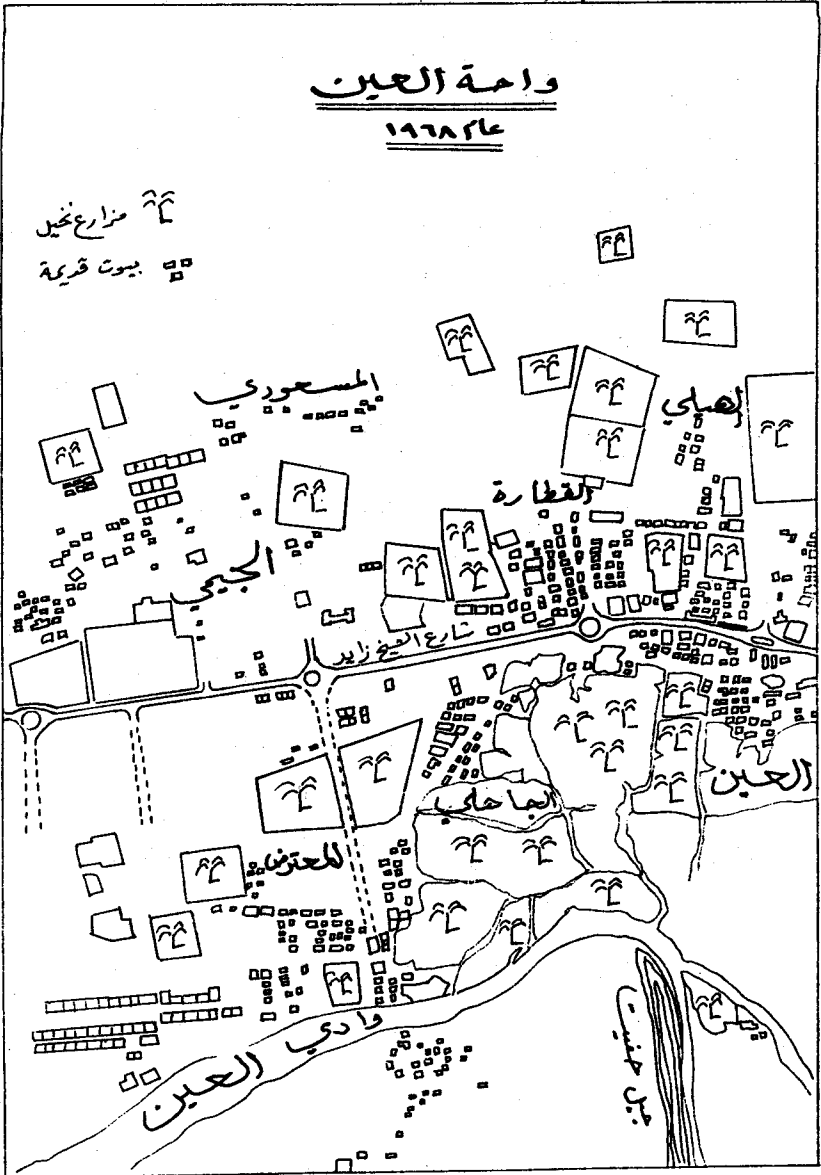 واحة العين
عام ١٩٦٨
مزارع نخيل
بيوت قديمة
المسعودي
الهيلي
القطارة
الجيمي
شارع الشيخ زايد
العين
الجاهلي
المعترض
وادي العين
جبل حفيت